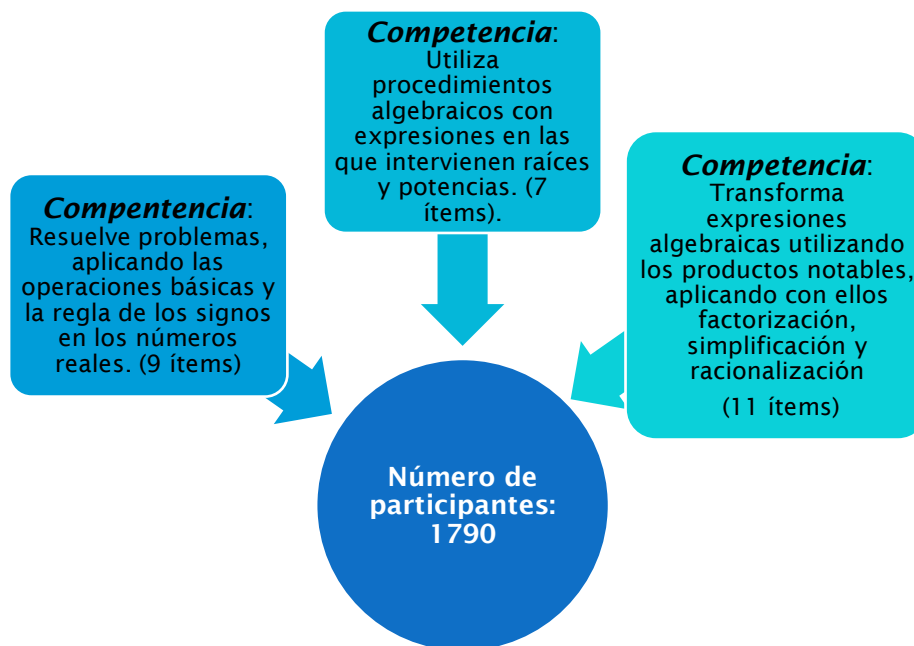 Compentencia:
Resuelve problemas,
aplicando las
operaciones básicas y
la regla de los signos
en los números
reales. (9 ítems)
Competencia:
Utiliza
procedimientos
algebraicos con
expresiones en las
que intervienen raíces
y potencias. (7
ítems).
Competencia:
Transforma
expresiones
algebraicas utilizando
los productos notables,
aplicando con ellos
factorización,
simplificación y
racionalización
(11 ítems)
Número de
participantes:
1790